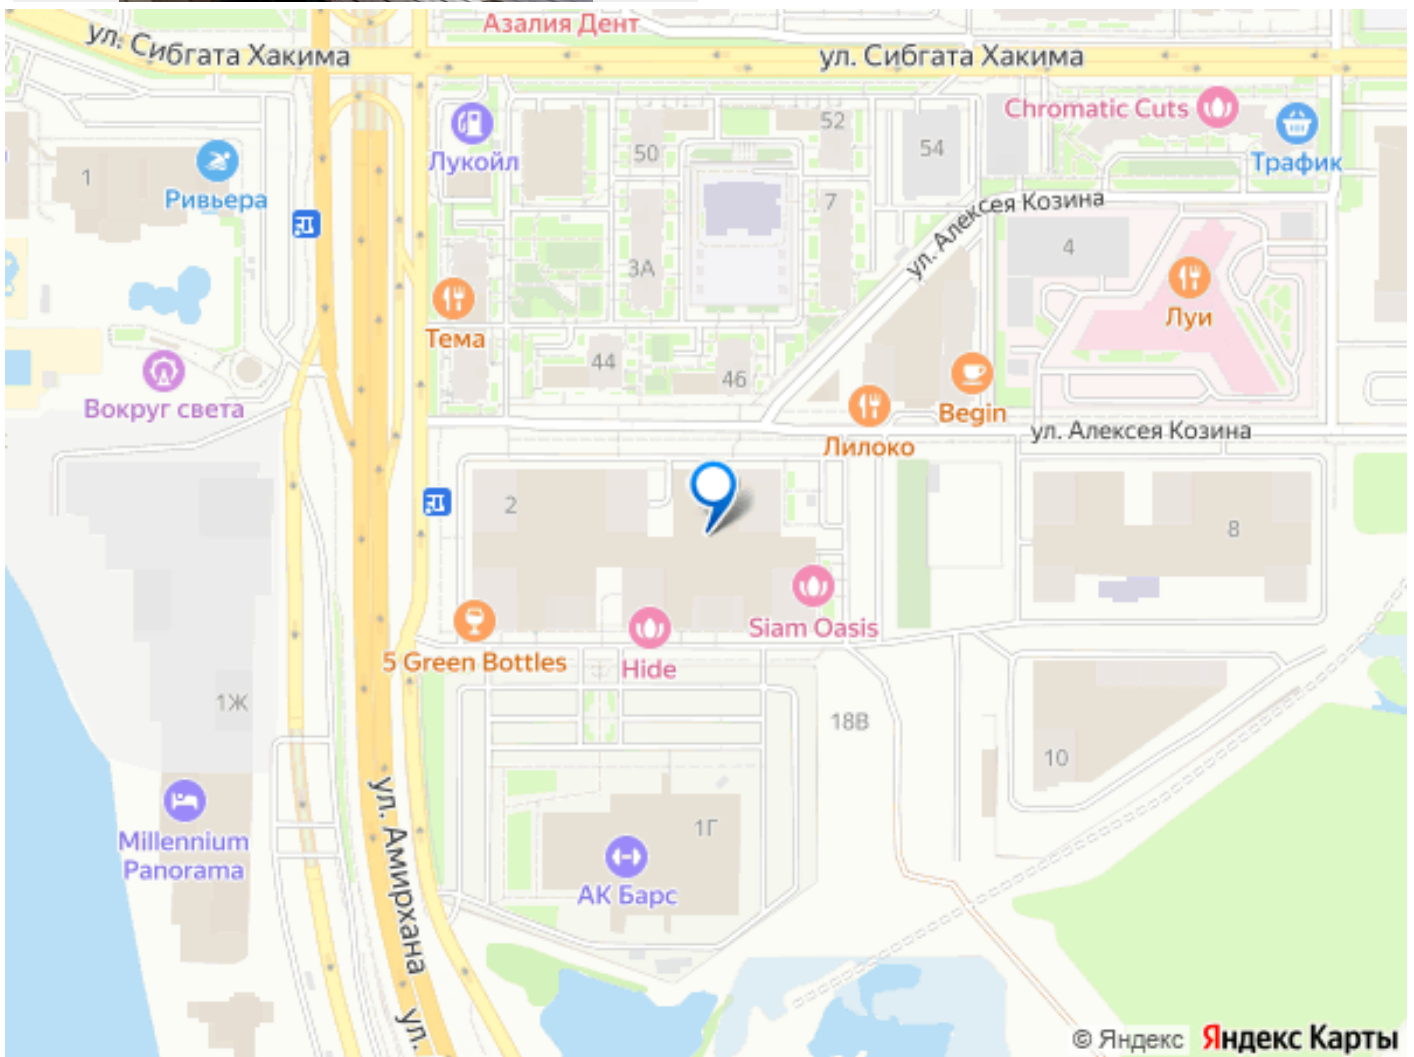 Азалия Дент
ул. Сибгата Хакима
ул. Сибгата Хакима
Chromatic Cuts
Лукойл
52
50
54
Трафик
1
Ривьера
7
ул. Алексея Козина
4
3А
Луи
Тема
44
46
Вокруг света
Begin
ул. Алексея Козина
Лилоко
2
8
Siam Oasis
5 Green Bottles
Hide
1Ж
18В
10
ул. Амирхана
1Г
Millennium
Panorama
АК Барс
ул.
© Яндекс Яндекс Карты